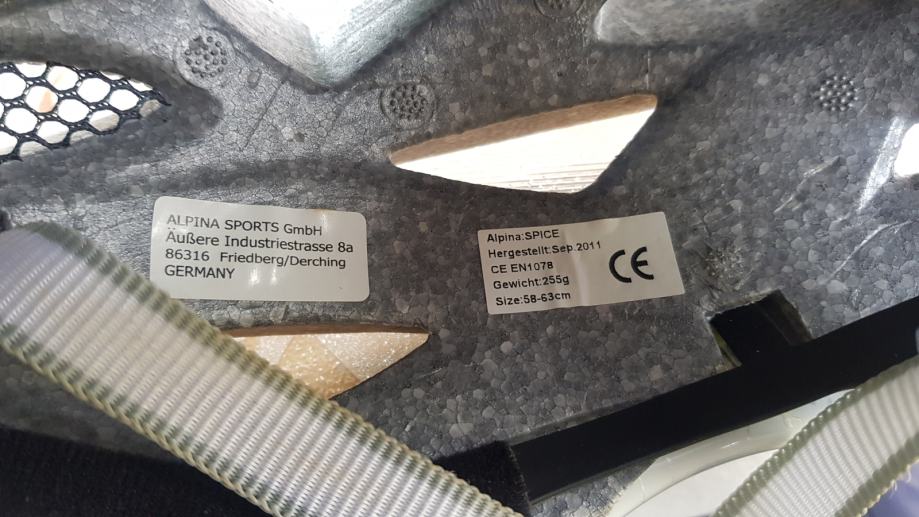 ALPINA SPORTS GmbH
Äußere Industriestrasse 8a
86316 Friedberg/Derching
GERMANY
Alpina:SPICE
Hergestellt:Sep.2011
CE EN1078
Gewicht:255g
Size:58-63cm
CE